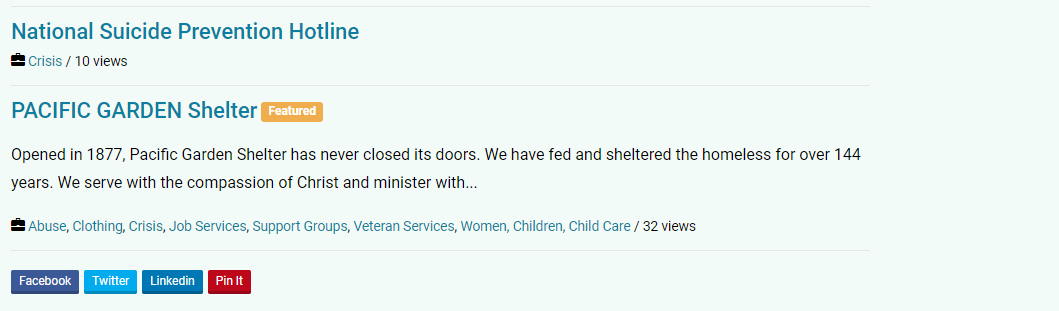 National Suicide Prevention Hotline
Crisis / 10 views
PACIFIC GARDEN Shelter Featured
Opened in 1877, Pacific Garden Shelter has never closed its doors. We have fed and sheltered the homeless for over 144
years. We serve with the compassion of Christ and minister with...
Abuse, Clothing, Crisis, Job Services, Support Groups, Veteran Services, Women, Children, Child Care / 32 views
Facebook Twitter Linkedin Pin It